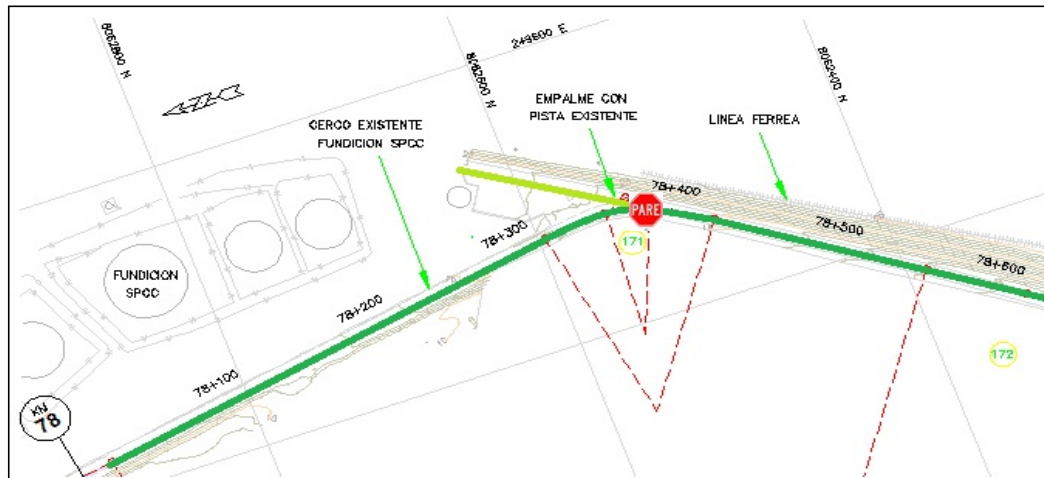 8062800 N
249600 E
8062600 N
8062400 N
CERCO EXISTENTE
FUNDICION SPCC
EMPALME CON
PISTA EXISTENTE
LINEA FERREA
78+400
PARE
78+500
78+300
171
78+600
FUNDICION
SPCC
78+200
172
78+100
KM
78